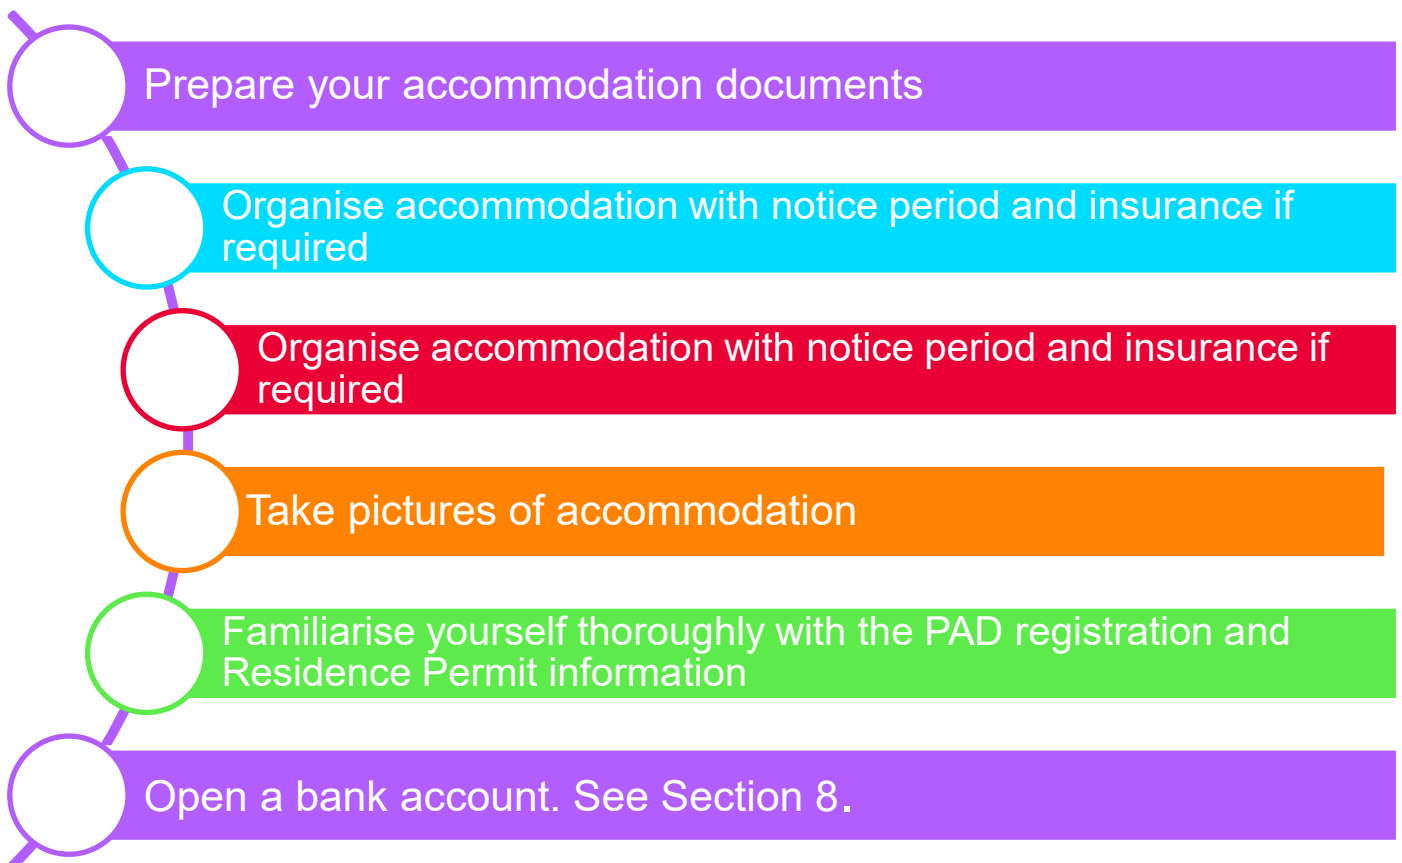 Prepare your accommodation documents
Organise accommodation with notice period and insurance if
required
Organise accommodation with notice period and insurance if
required
Take pictures of accommodation
Familiarise yourself thoroughly with the PAD registration and
Residence Permit information
Open a bank account. See Section 8.